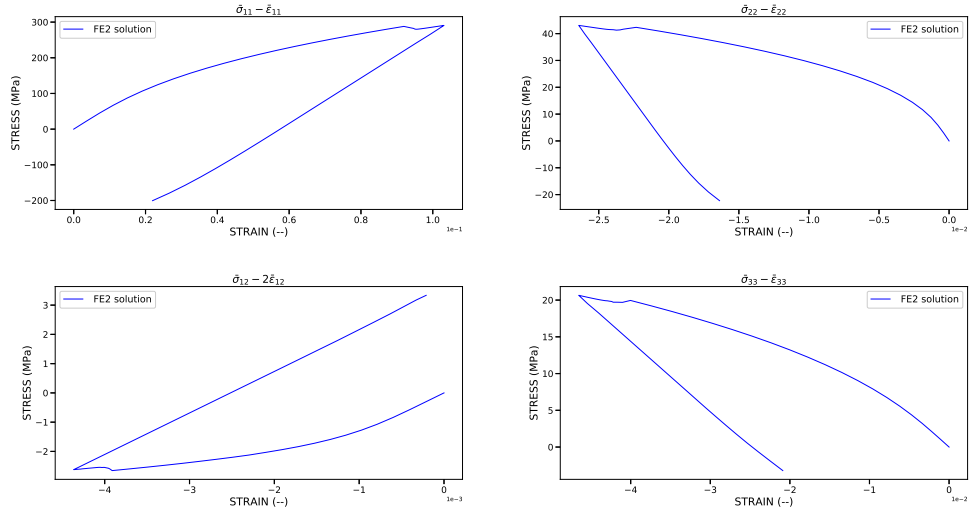 σ̄₁₁ − ε̄₁₁
FE2 solution
STRESS (MPa)
300
200
100
0
−100
−200
0.0 0.2 0.4 0.6 0.8 1.0
1e−1
STRAIN (--)
σ̄₂₂ − ε̄₂₂
FE2 solution
STRESS (MPa)
40
30
20
10
0
−10
−20
−2.5 −2.0 −1.5 −1.0 −0.5 0.0
1e−2
STRAIN (--)
σ̄₁₂ − 2ε̄₁₂
FE2 solution
STRESS (MPa)
3
2
1
0
−1
−2
−4 −3 −2 −1 0
1e−3
STRAIN (--)
σ̄₃₃ − ε̄₃₃
FE2 solution
STRESS (MPa)
20
15
10
5
0
−4 −3 −2 −1 0
1e−2
STRAIN (--)